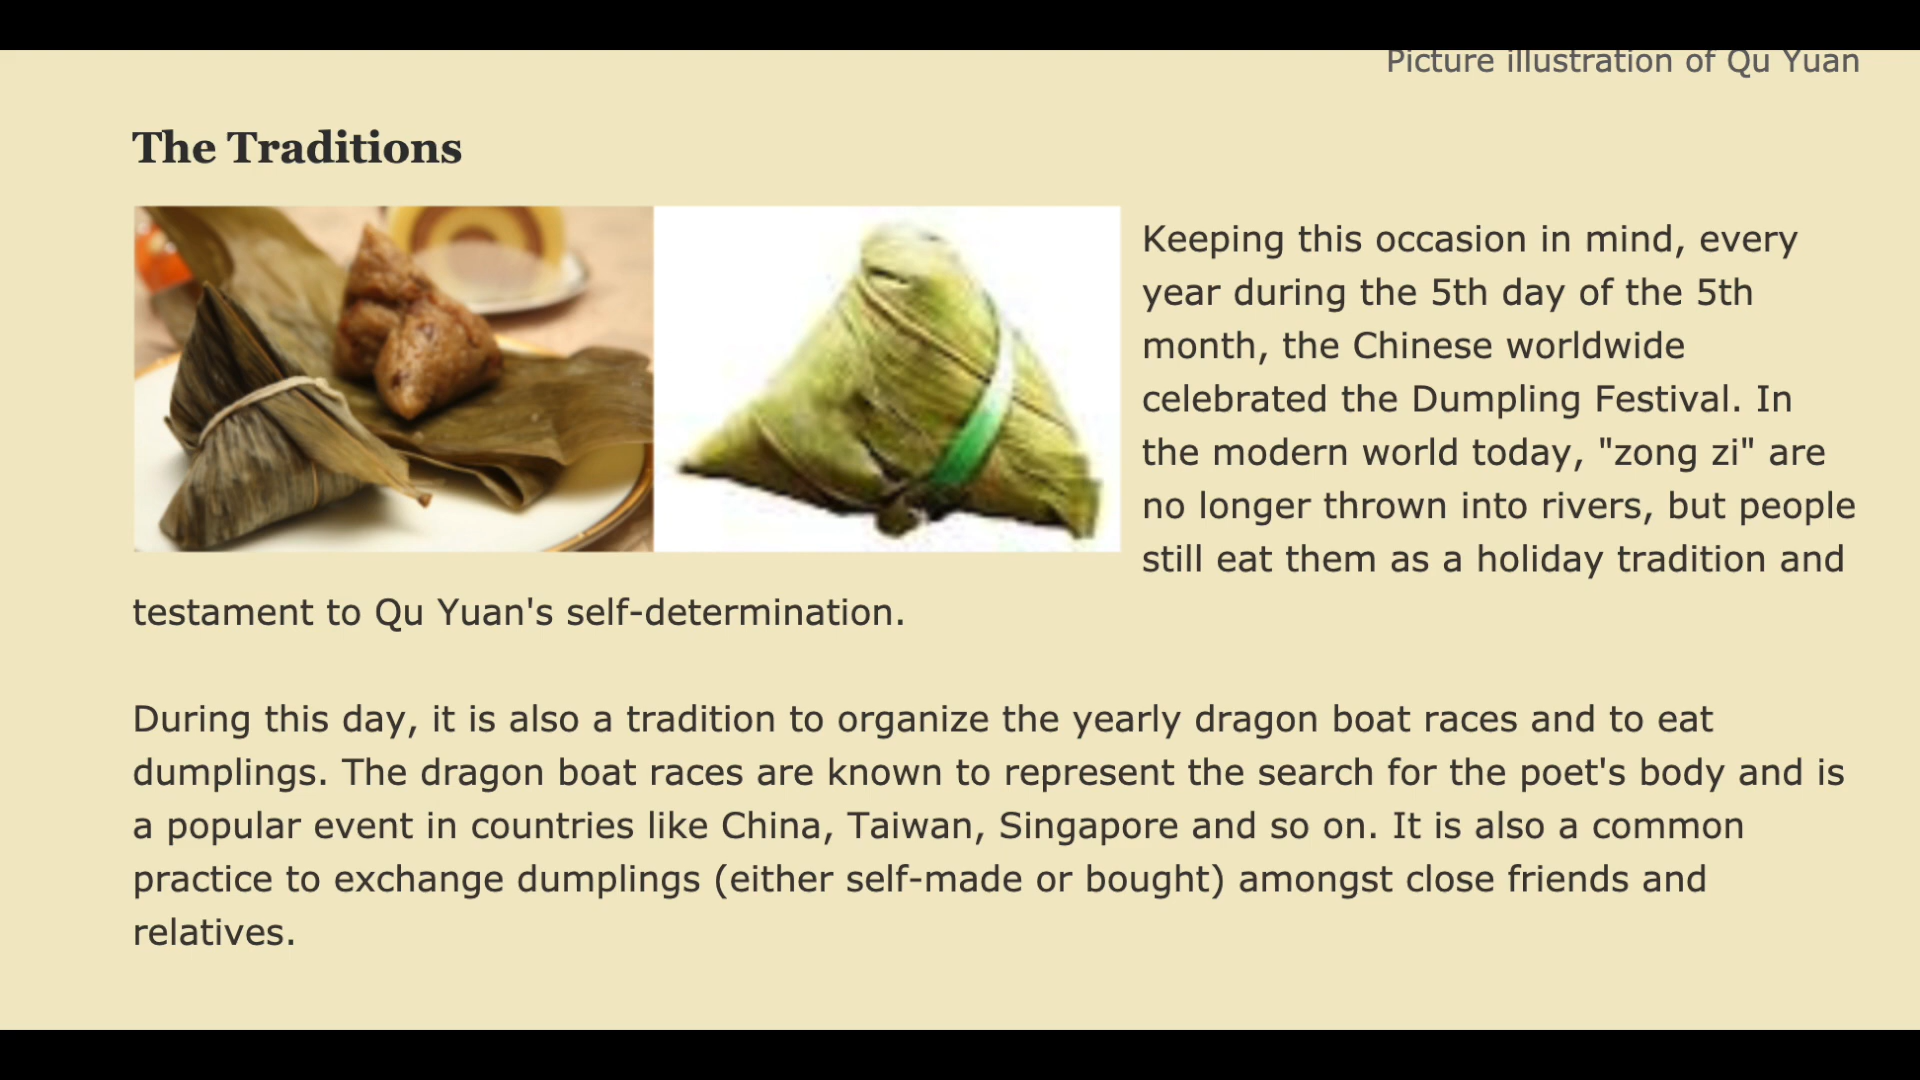 Picture illustration of Qu Yuan
The Traditions
Keeping this occasion in mind, every
year during the 5th day of the 5th
month, the Chinese worldwide
celebrated the Dumpling Festival. In
the modern world today, "zong zi" are
no longer thrown into rivers, but people
still eat them as a holiday tradition and
testament to Qu Yuan's self-determination.
During this day, it is also a tradition to organize the yearly dragon boat races and to eat
dumplings. The dragon boat races are known to represent the search for the poet's body and is
a popular event in countries like China, Taiwan, Singapore and so on. It is also a common
practice to exchange dumplings (either self-made or bought) amongst close friends and
relatives.